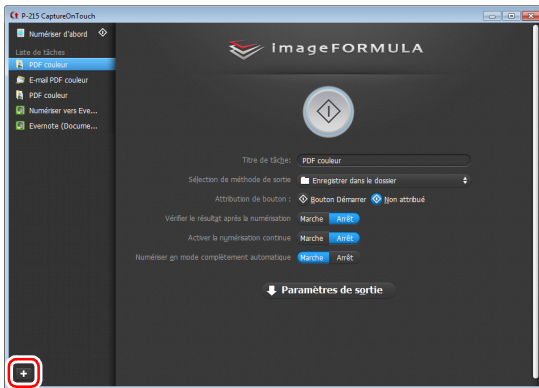 P-215 CaptureOnTouch
Numériser d'abord
Liste de tâches
PDF couleur
E-mail PDF couleur
PDF couleur
Numériser vers Eve...
Evernote (Docume...
imageFORMULA
Titre de tâche: PDF couleur
Sélection de méthode de sortie Enregistrer dans le dossier
Attribution de bouton : Bouton Démarrer Non attribué
Vérifier le résultat après la numérisation Marche Arrêt
Activer la numérisation continue Marche Arrêt
Numériser en mode complètement automatique Marche Arrêt
Paramètres de sortie